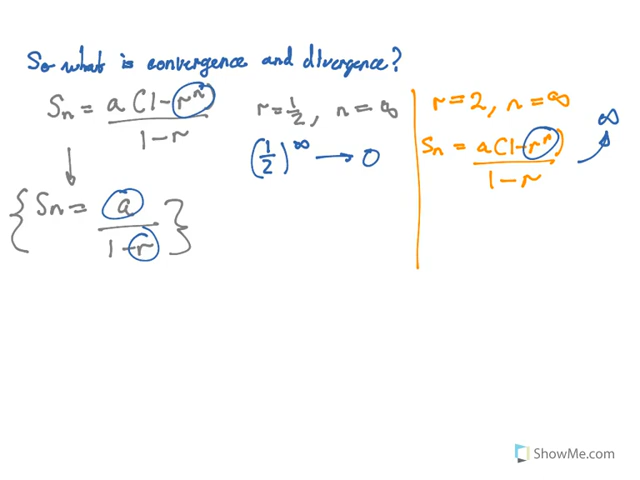 So what is convergence and divergence?
Sn = a(1-r^n)/1-r
{Sn = a/1-r}
r=1/2, n=∞
(1/2)^∞ → 0
r=2, n=∞
Sn = a(1-r^n)/1-r
∞
ShowMe.com